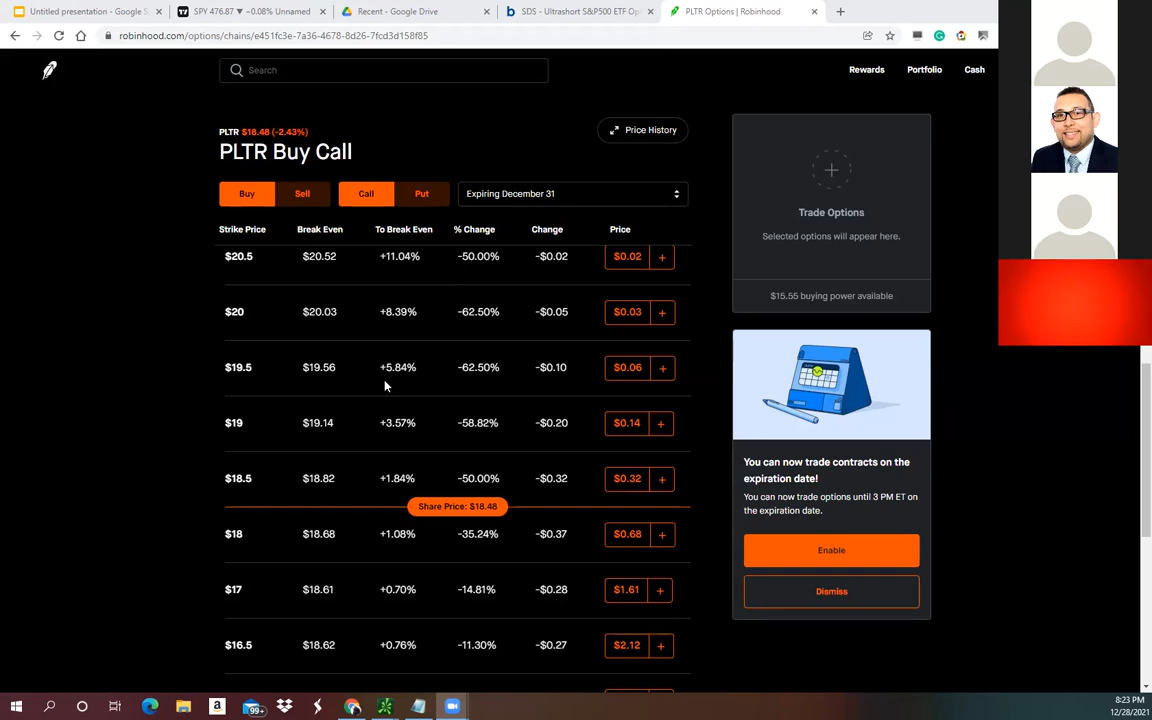 Untitled presentation - Google S
SPY 476.87 ▼ −0.08% Unnamed
Recent - Google Drive
SDS - Ultrashort S&P500 ETF Op
PLTR Options | Robinhood
robinhood.com/options/chains/e451fc3e-7a36-4678-8d26-7fcd3d158f85
Search
Rewards
Portfolio
Cash
PLTR $18.48 (-2.43%)
PLTR Buy Call
Price History
Buy
Sell
Call
Put
Expiring December 31
Strike Price Break Even To Break Even % Change Change Price
$20.5 $20.52 +11.04% -50.00% -$0.02 $0.02 +
$20 $20.03 +8.39% -62.50% -$0.05 $0.03 +
$19.5 $19.56 +5.84% -62.50% -$0.10 $0.06 +
$19 $19.14 +3.57% -58.82% -$0.20 $0.14 +
$18.5 $18.82 +1.84% -50.00% -$0.32 $0.32 +
Share Price: $18.48
$18 $18.68 +1.08% -35.24% -$0.37 $0.68 +
$17 $18.61 +0.70% -14.81% -$0.28 $1.61 +
$16.5 $18.62 +0.76% -11.30% -$0.27 $2.12 +
Trade Options
Selected options will appear here.
$15.55 buying power available
You can now trade contracts on the
expiration date!
You can now trade options until 3 PM ET on
the expiration date.
Enable
Dismiss
99+
8:23 PM
12/28/2021